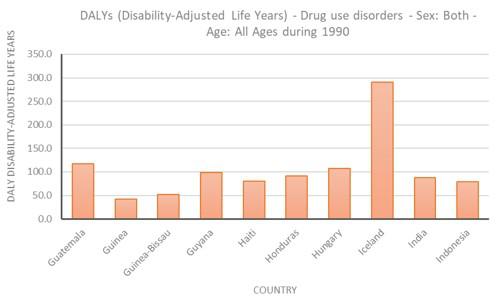 DALYs (Disability-Adjusted Life Years) - Drug use disorders - Sex: Both -
Age: All Ages during 1990
DALY DISABILITY-ADJUSTED LIFE YEARS
350.0
300.0
250.0
200.0
150.0
100.0
50.0
0.0
Guatemala
Guinea
Guinea-Bissau
Guyana
Haiti
Honduras
Hungary
Iceland
India
Indonesia
COUNTRY